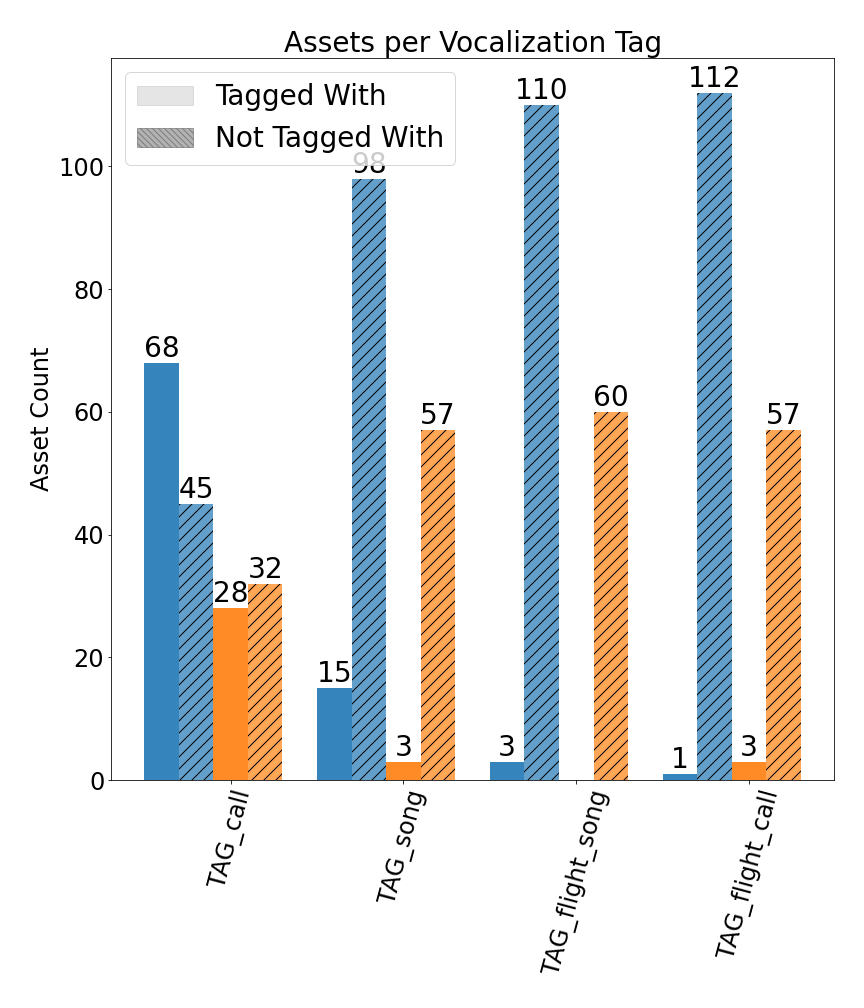 Assets per Vocalization Tag
Tagged With
Not Tagged With
Asset Count
100
80
60
40
20
0
68
45
28
32
15
98
3
57
3
110
60
1
112
3
57
TAG_call
TAG_song
TAG_flight_song
TAG_flight_call